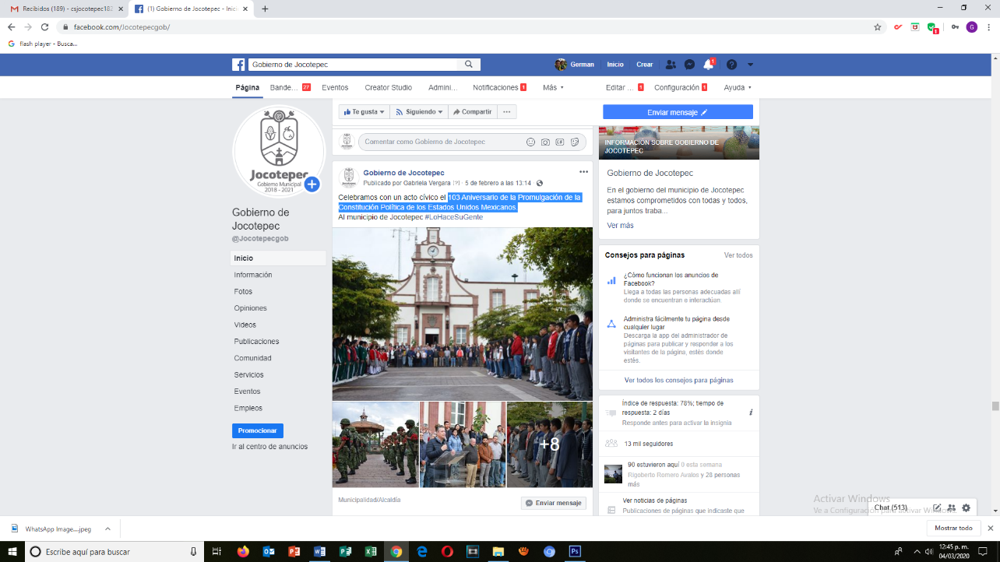 Recibidos (189) - csjocotepec182
(1) Gobierno de Jocotepec - Inici
facebook.com/Jocotepecgob/
flash player - Busca...
Gobierno de Jocotepec
German
Inicio
Crear
1
Página
Bande...
27
Eventos
Creator Studio
Admini...
Notificaciones
1
Más
Editar ...
1
Configuración
1
Ayuda
Jocotepec
Gobierno Municipal
2018 - 2021
Gobierno de
Jocotepec
@Jocotepecgob
Inicio
Información
Fotos
Opiniones
Videos
Publicaciones
Comunidad
Servicios
Eventos
Empleos
Promocionar
Ir al centro de anuncios
Te gusta
Siguiendo
Compartir
...
Enviar mensaje
Comentar como Gobierno de Jocotepec
Gobierno de Jocotepec
Publicado por Gabriela Vergara [?] · 5 de febrero a las 13:14 ·
Celebramos con un acto cívico el 103 Aniversario de la Promulgación de la
Constitución Política de los Estados Unidos Mexicanos.
Al municipio de Jocotepec #LoHaceSuGente
+8
Municipalidad/Alcaldía
Enviar mensaje
INFORMACIÓN SOBRE GOBIERNO DE
JOCOTEPEC
Gobierno de Jocotepec
En el gobierno del municipio de Jocotepec
estamos comprometidos con todas y todos,
para juntos traba...
Ver más
Consejos para páginas
Ver todos
¿Cómo funcionan los anuncios de
Facebook?
Llega a todas las personas adecuadas allí
donde se encuentran e interactúan.
Administra fácilmente tu página desde
cualquier lugar
Descarga la app del administrador de
páginas para publicar y responder a los
visitantes de la página, estés donde
estés.
Ver todos los consejos para páginas
Índice de respuesta: 78%; tiempo de
respuesta: 2 días
Responde antes para activar la insignia
13 mil seguidores
90 estuvieron aquí 0 esta semana
Rigoberto Romero Avalos y 28 personas
más
Ver noticias de páginas
Publicaciones de páginas que indicaste que
Activar Windows
Ve a Configuración para activar Windows.
Chat (513)
WhatsApp Image....jpeg
Mostrar todo
Escribe aquí para buscar
12:45 p. m.
04/03/2020